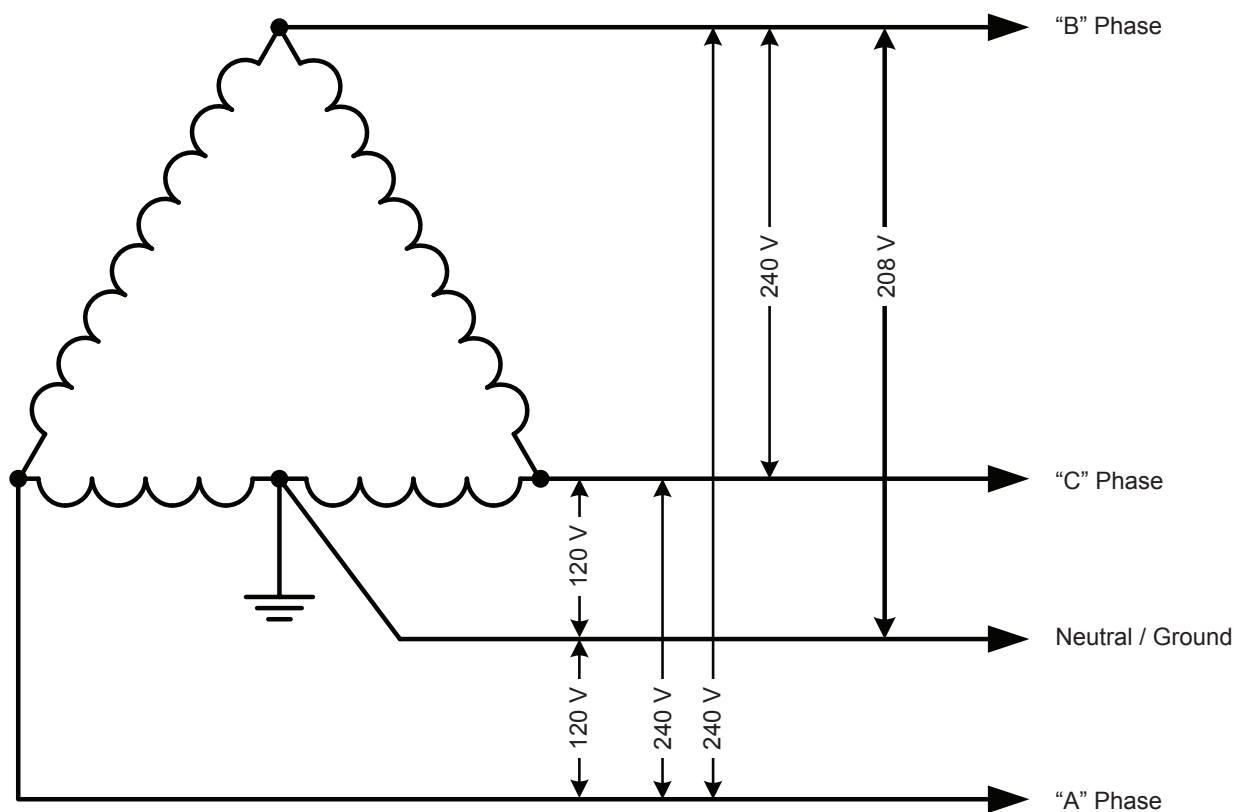 “B” Phase
240 V
208 V
“C” Phase
120 V
Neutral / Ground
120 V
240 V
240 V
“A” Phase